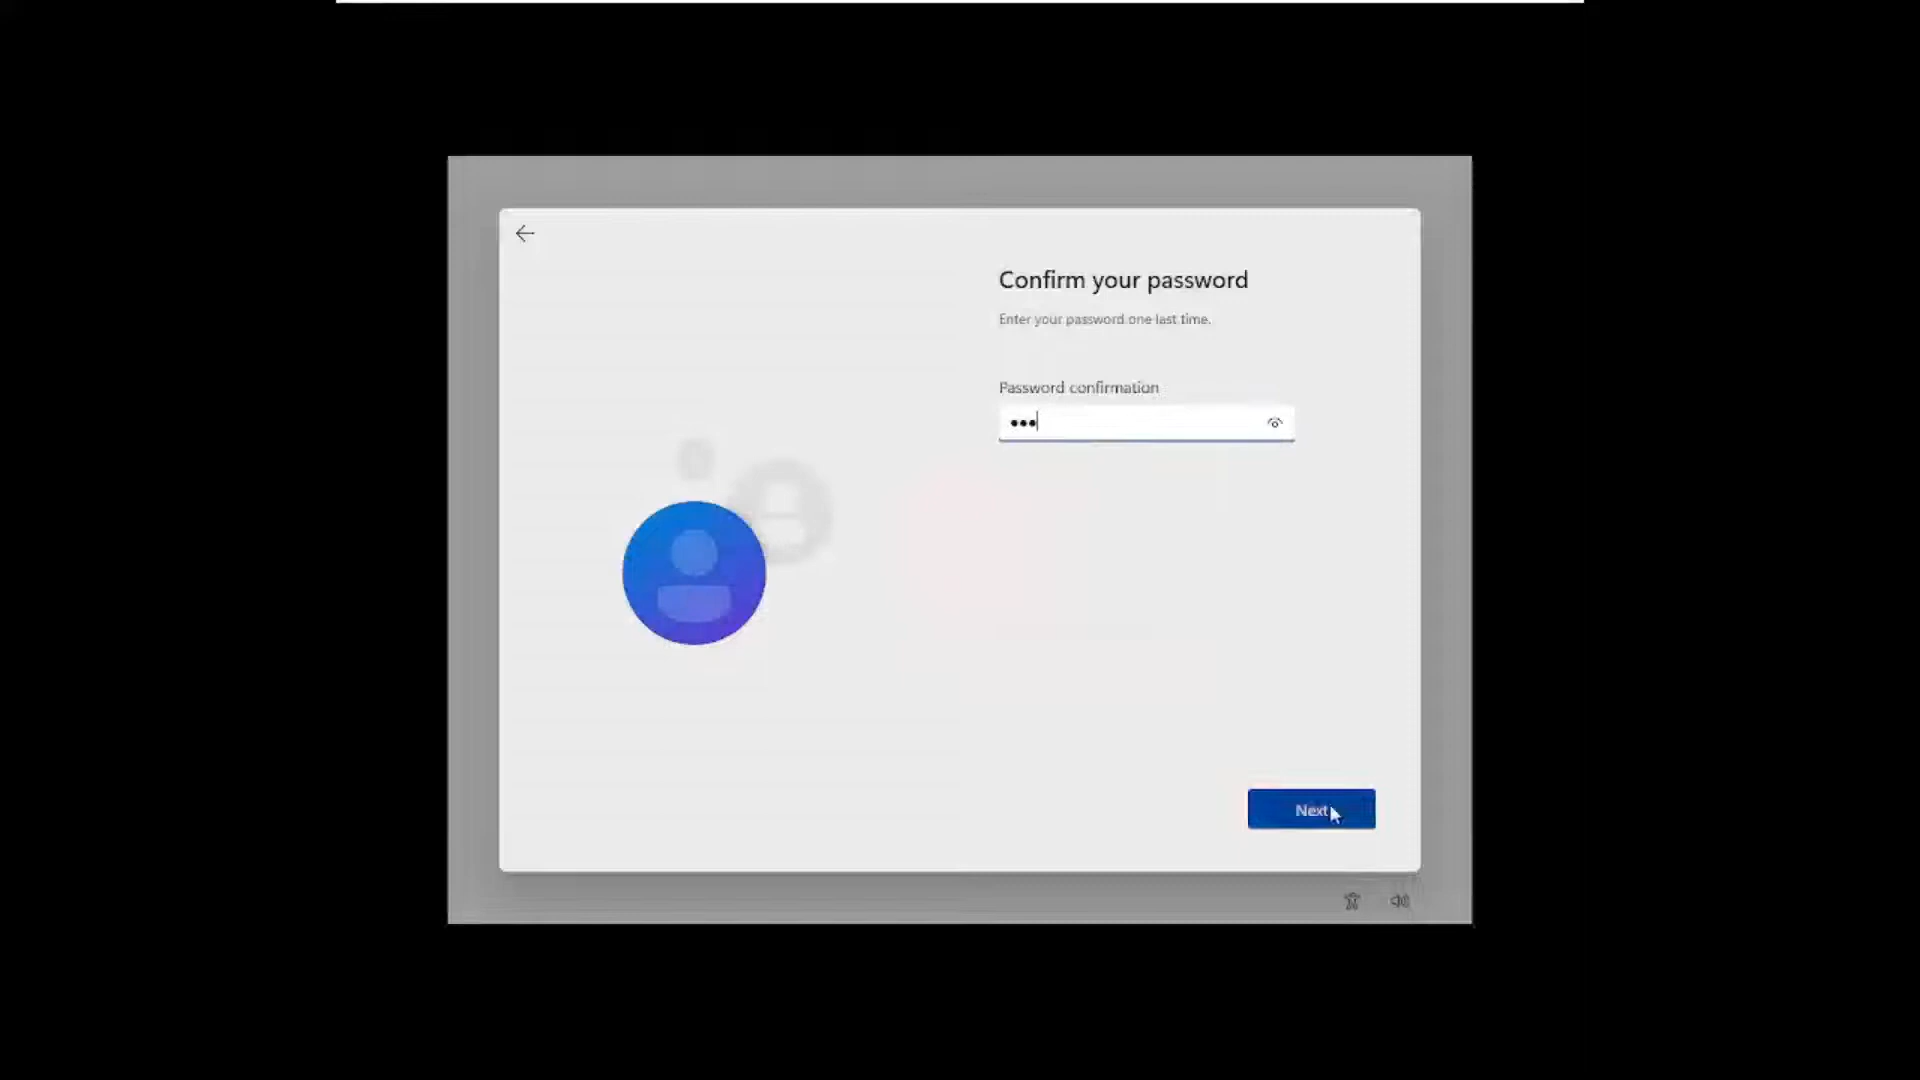 Confirm your password
Enter your password one last time.
Password confirmation
•••
Next